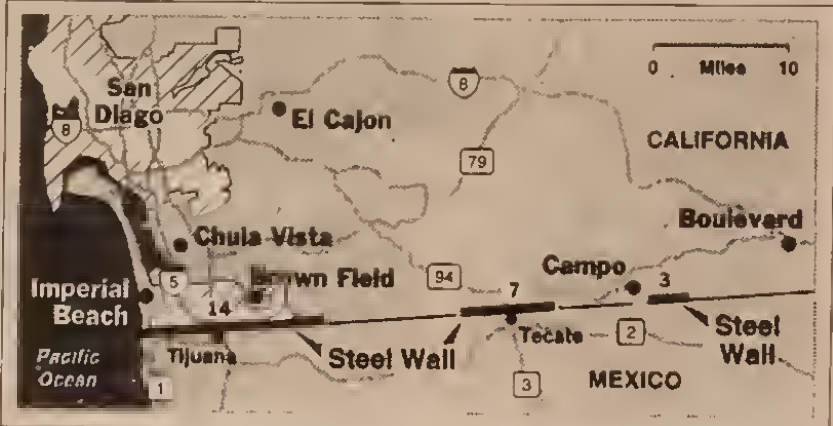 San
Diego
8
El Cajon
8
0 Miles 10
CALIFORNIA
79
Boulevard
Chula Vista
Brown Field
94
Campo
3
7
5
14
Imperial
Beach
Tijuana
Steel Wall
Tecate
2
Steel
Wall
Pacific
Ocean
1
3
MEXICO